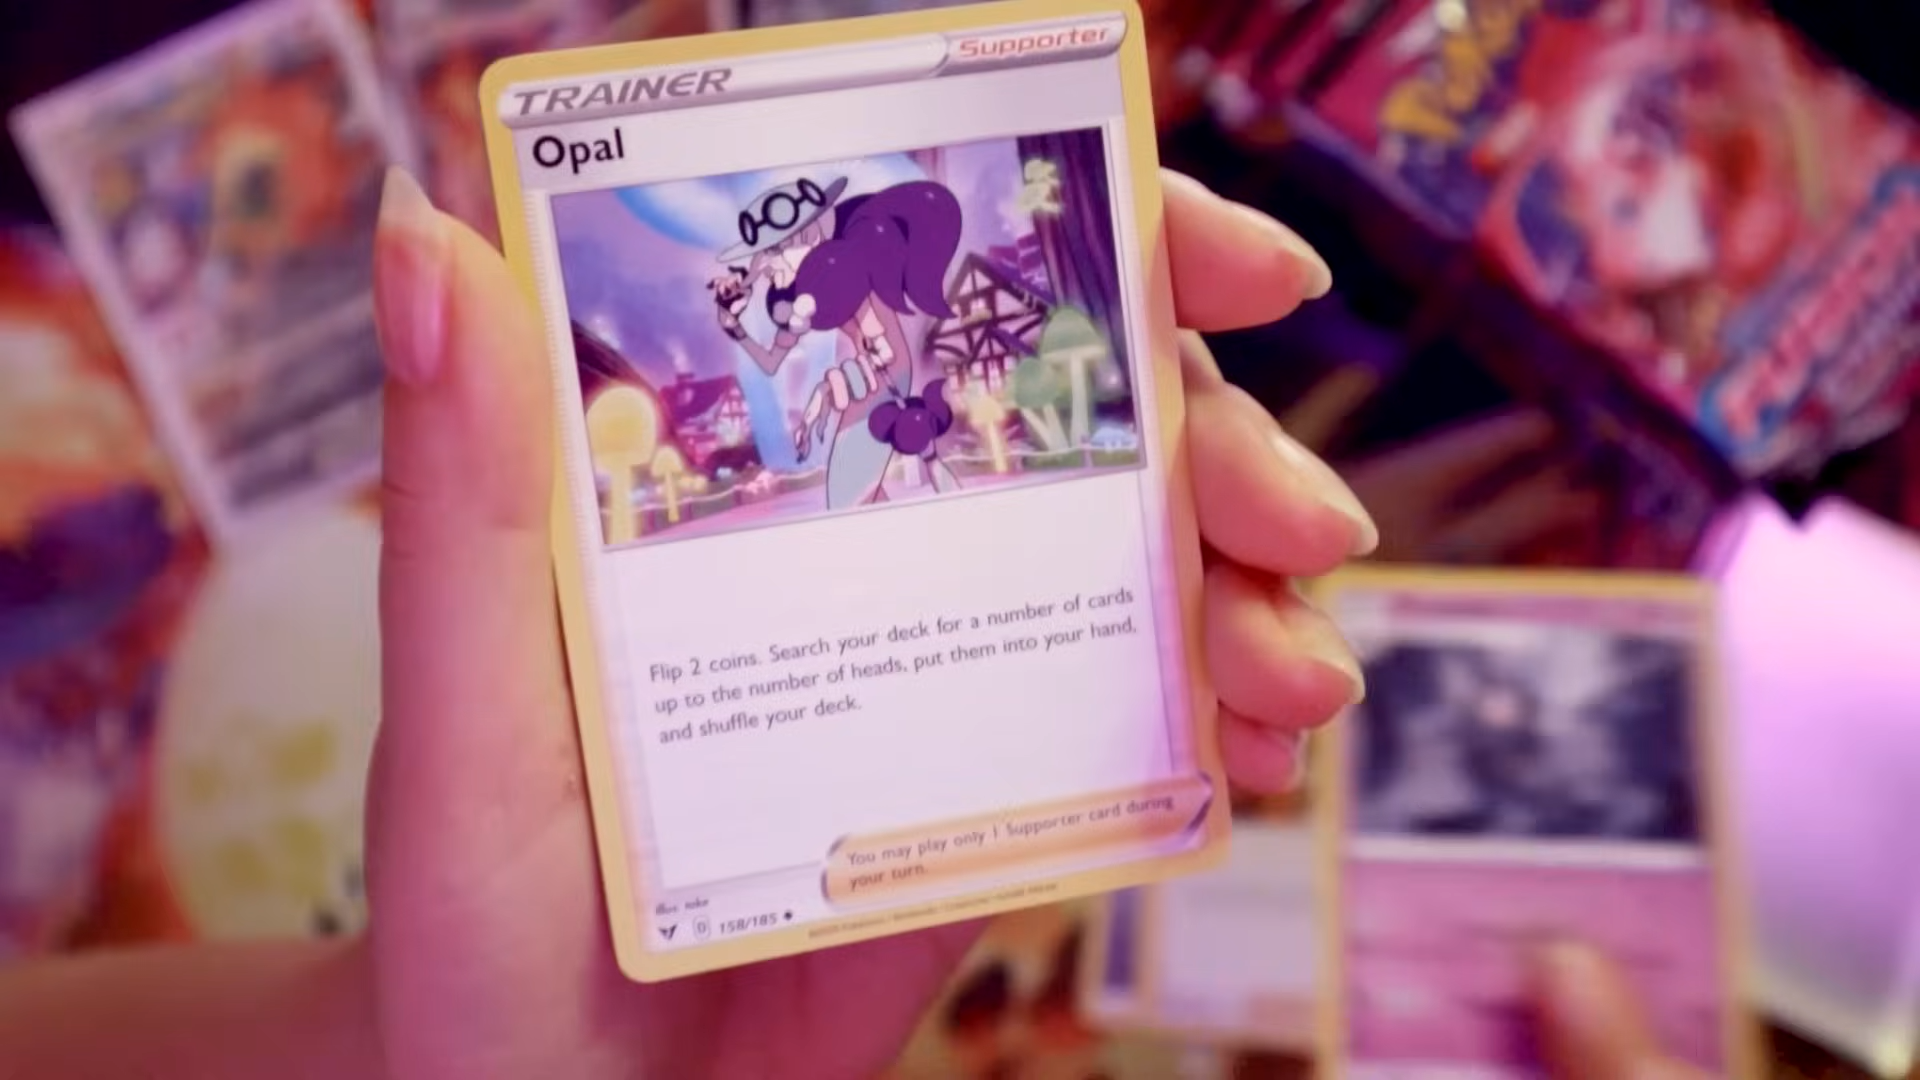 TRAINER
Supporter
Opal
Flip 2 coins. Search your deck for a number of cards
up to the number of heads, put them into your hand,
and shuffle your deck.
You may play only 1 Supporter card during
your turn.
Illus.
D 158/185